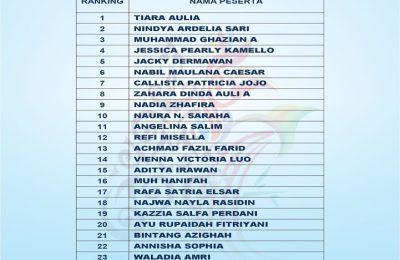 RANKING NAMA PESERTA
1 TIARA AULIA
2 NINDYA ARDELIA SARI
3 MUHAMMAD GHAZIAN A
4 JESSICA PEARLY KAMELLO
5 JACKY DERMAWAN
6 NABIL MAULANA CAESAR
7 CALLISTA PATRICIA JOJO
8 ZAHARA DINDA AULI A
9 NADIA ZHAFIRA
10 NAURA N. SARAHA
11 ANGELINA SALIM
12 REFI MISELLA
13 ACHMAD FAZIL FARID
14 VIENNA VICTORIA LUO
15 ADITYA IRAWAN
16 MUH HANIFAH
17 RAFA SATRIA ELSAR
18 NAJWA NAYLA RASIDIN
19 KAZZIA SALFA PERDANI
20 AYU RUPAIDAH FITRIYANI
21 BINTANG AZIGHAH
22 ANNISHA SOPHIA
23 WALADIA AMRI